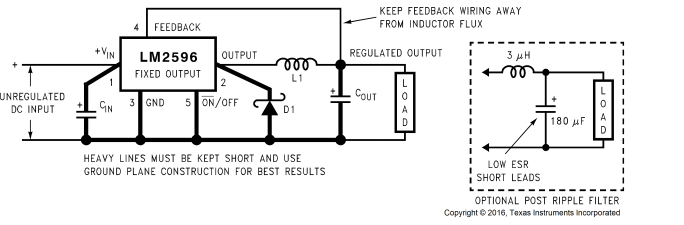 KEEP FEEDBACK WIRING AWAY
FROM INDUCTOR FLUX
4 FEEDBACK
+VIN
LM2596
FIXED OUTPUT
OUTPUT
REGULATED OUTPUT
3 μH
+
1
2
L1
UNREGULATED
DC INPUT
+
CIN
3 GND
5
ON/OFF
D1
+
COUT
LOAD
+
180 μF
LOAD
HEAVY LINES MUST BE KEPT SHORT AND USE
GROUND PLANE CONSTRUCTION FOR BEST RESULTS
LOW ESR
SHORT LEADS
OPTIONAL POST RIPPLE FILTER
Copyright © 2016, Texas Instruments Incorporated